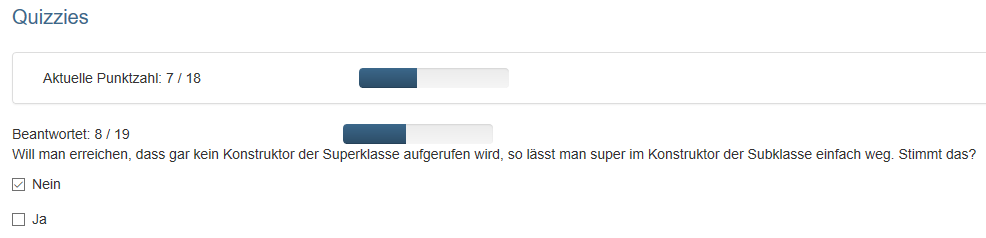 Quizzies
Aktuelle Punktzahl: 7 / 18
Beantwortet: 8 / 19
Will man erreichen, dass gar kein Konstruktor der Superklasse aufgerufen wird, so lässt man super im Konstruktor der Subklasse einfach weg. Stimmt das?
Nein
Ja